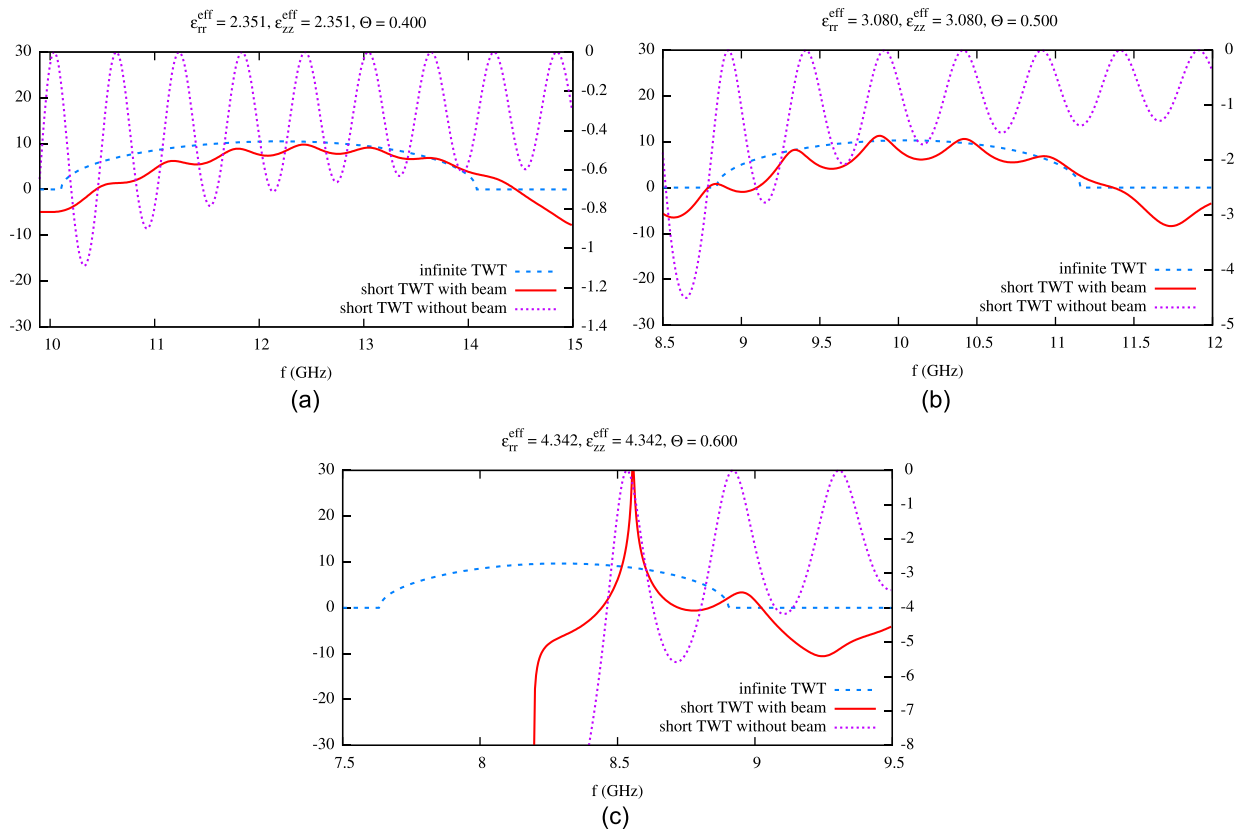 ε_rr^eff = 2.351, ε_zz^eff = 2.351, Θ = 0.400
30
20
10
0
-10
-20
-30
0
-0.2
-0.4
-0.6
-0.8
-1
-1.2
-1.4
infinite TWT
short TWT with beam
short TWT without beam
10 11 12 13 14 15
f (GHz)
(a)
ε_rr^eff = 3.080, ε_zz^eff = 3.080, Θ = 0.500
30
20
10
0
-10
-20
-30
0
-1
-2
-3
-4
-5
infinite TWT
short TWT with beam
short TWT without beam
8.5 9 9.5 10 10.5 11 11.5 12
f (GHz)
(b)
ε_rr^eff = 4.342, ε_zz^eff = 4.342, Θ = 0.600
30
20
10
0
-10
-20
-30
0
-1
-2
-3
-4
-5
-6
-7
-8
infinite TWT
short TWT with beam
short TWT without beam
7.5 8 8.5 9 9.5
f (GHz)
(c)